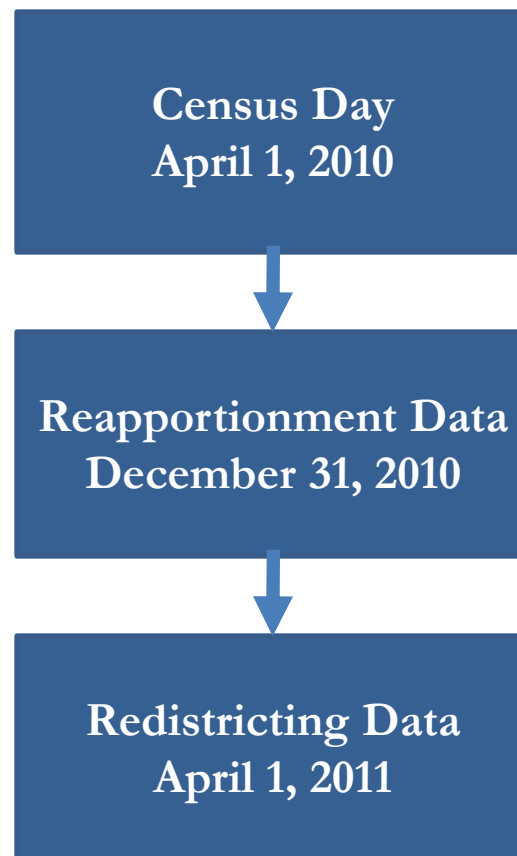 Census Day
April 1, 2010
Reapportionment Data
December 31, 2010
Redistricting Data
April 1, 2011